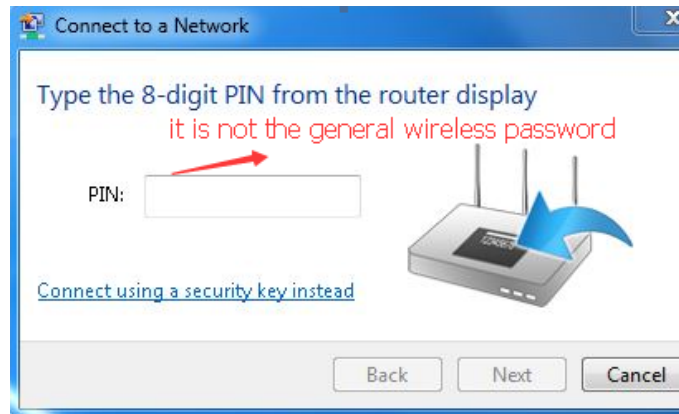 Connect to a Network
X
Type the 8-digit PIN from the router display
it is not the general wireless password
PIN:
Connect using a security key instead
Back
Next
Cancel